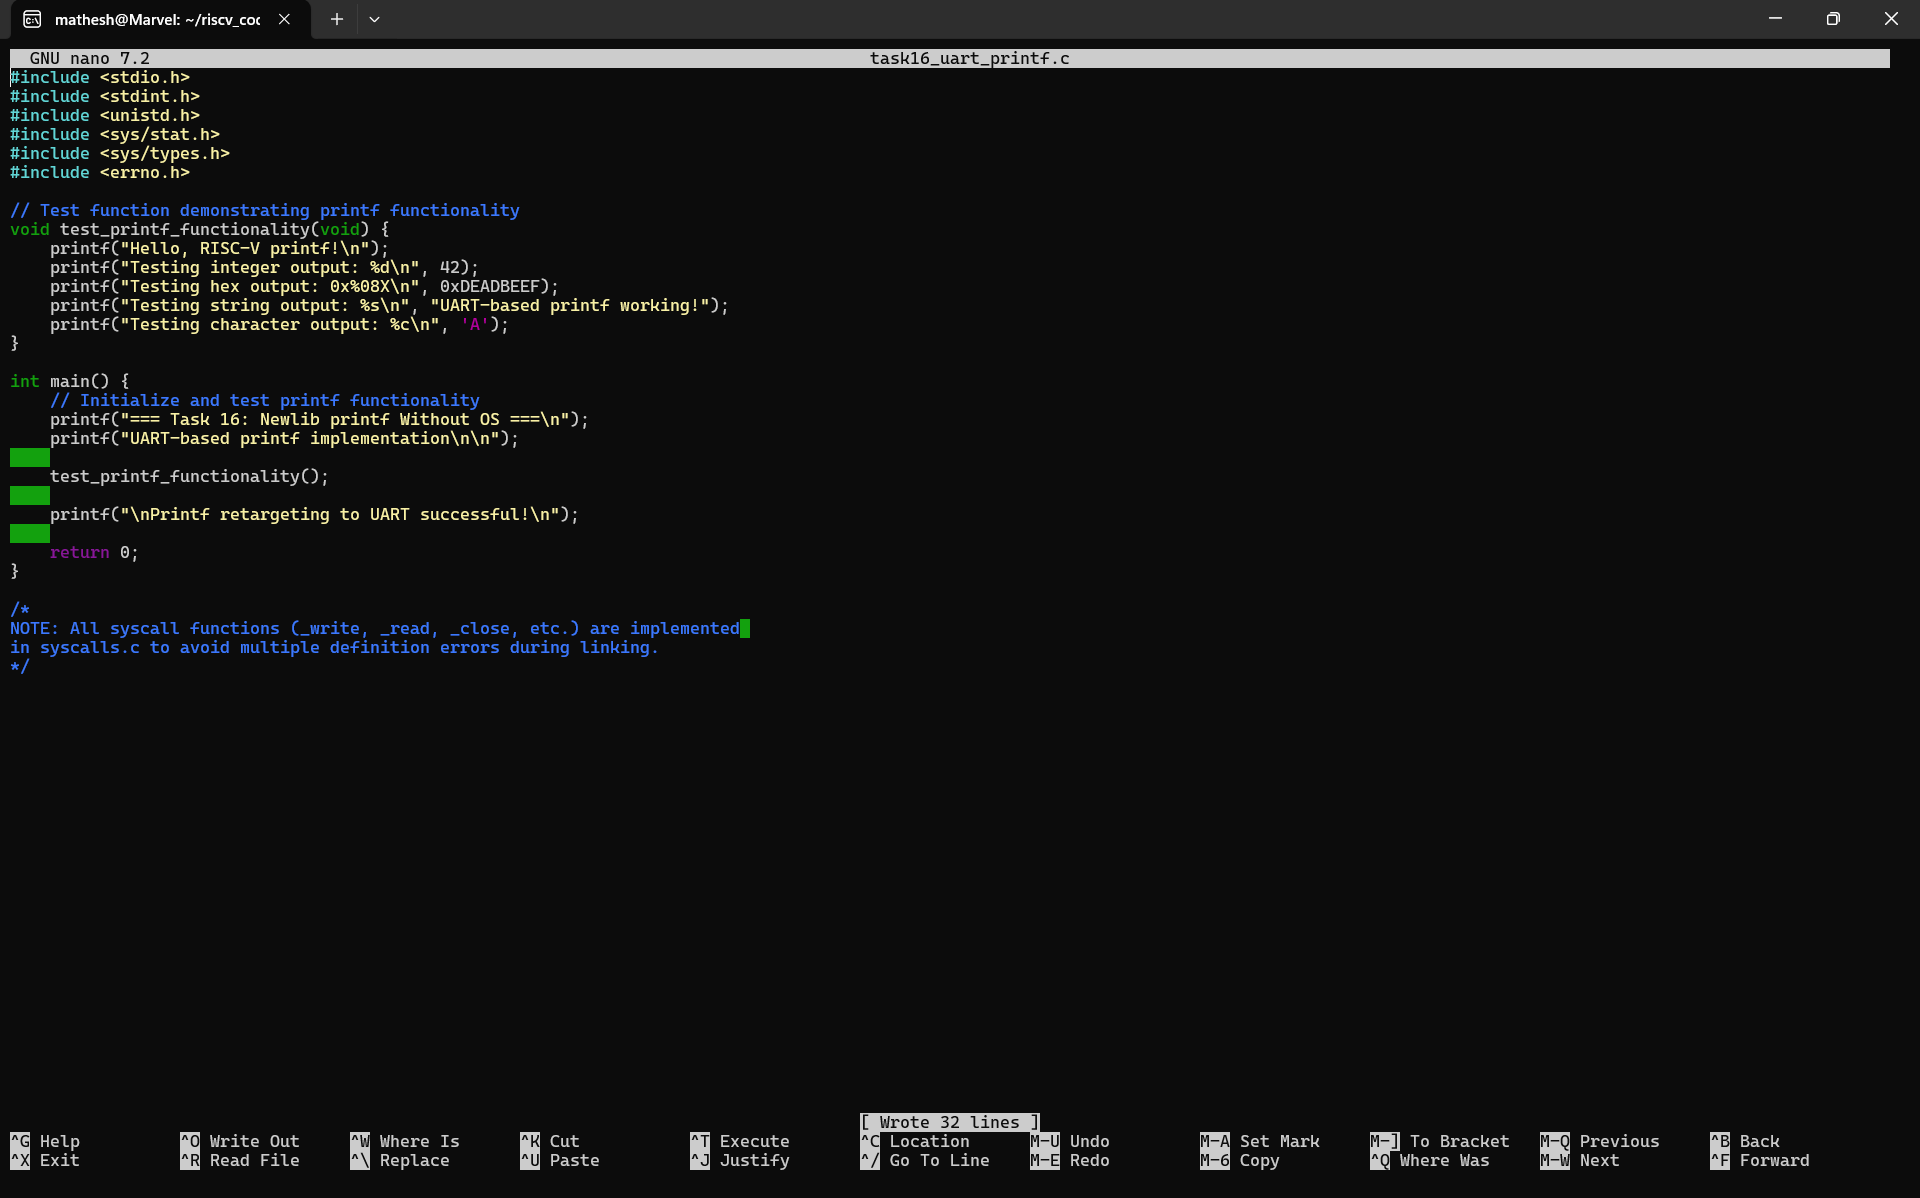 mathesh@Marvel: ~/riscv_coc
GNU nano 7.2 task16_uart_printf.c
#include <stdio.h>
#include <stdint.h>
#include <unistd.h>
#include <sys/stat.h>
#include <sys/types.h>
#include <errno.h>
// Test function demonstrating printf functionality
void test_printf_functionality(void) {
    printf("Hello, RISC-V printf!\n");
    printf("Testing integer output: %d\n", 42);
    printf("Testing hex output: 0x%08X\n", 0xDEADBEEF);
    printf("Testing string output: %s\n", "UART-based printf working!");
    printf("Testing character output: %c\n", 'A');
}
int main() {
    // Initialize and test printf functionality
    printf("=== Task 16: Newlib printf Without OS ===\n");
    printf("UART-based printf implementation\n\n");
    test_printf_functionality();
    printf("\nPrintf retargeting to UART successful!\n");
    return 0;
}
/*
NOTE: All syscall functions (_write, _read, _close, etc.) are implemented
in syscalls.c to avoid multiple definition errors during linking.
*/
[ Wrote 32 lines ]
^G Help ^O Write Out ^W Where Is ^K Cut ^T Execute ^C Location M-U Undo M-A Set Mark M-] To Bracket M-Q Previous ^B Back
^X Exit ^R Read File ^\ Replace ^U Paste ^J Justify ^/ Go To Line M-E Redo M-6 Copy ^Q Where Was M-W Next ^F Forward